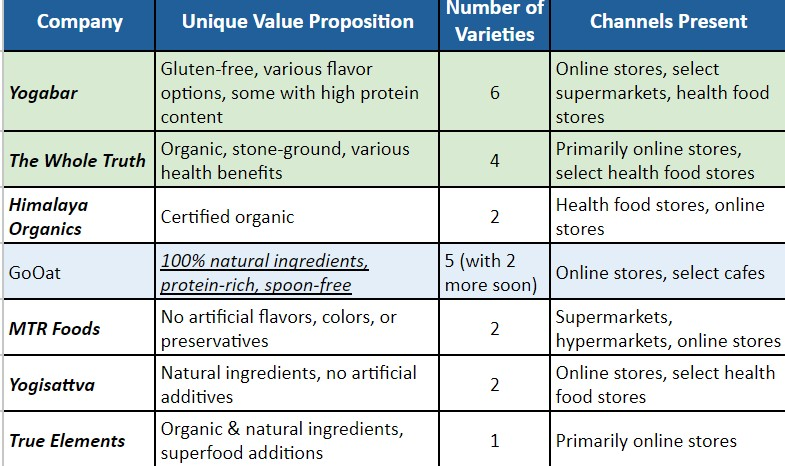 Company
Unique Value Proposition
Number of
Varieties
Channels Present
Yogabar
Gluten-free, various flavor
options, some with high protein
content
6
Online stores, select
supermarkets, health food
stores
The Whole Truth
Organic, stone-ground, various
health benefits
4
Primarily online stores,
select health food stores
Himalaya
Organics
Certified organic
2
Health food stores, online
stores
GoOat
100% natural ingredients,
protein-rich, spoon-free
5 (with 2
more soon)
Online stores, select cafes
MTR Foods
No artificial flavors, colors, or
preservatives
2
Supermarkets,
hypermarkets, online stores
Yogisattva
Natural ingredients, no artificial
additives
2
Online stores, select health
food stores
True Elements
Organic & natural ingredients,
superfood additions
1
Primarily online stores